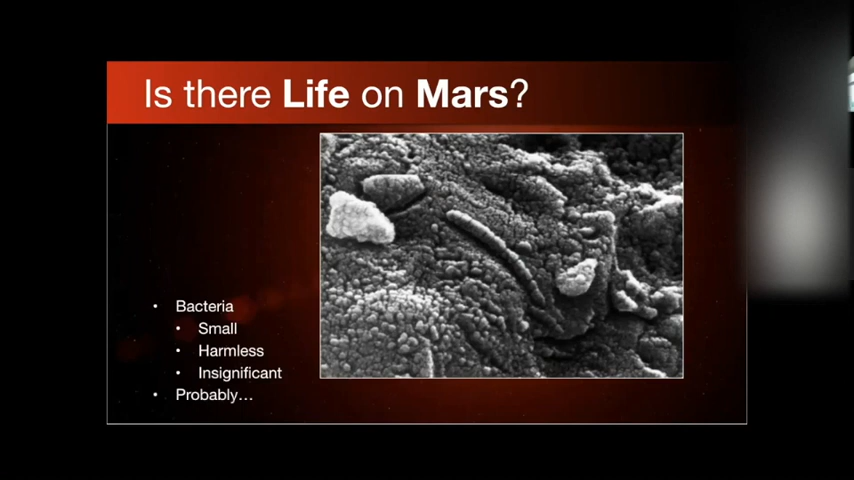 Is there Life on Mars?
• Bacteria
• Small
• Harmless
• Insignificant
• Probably…